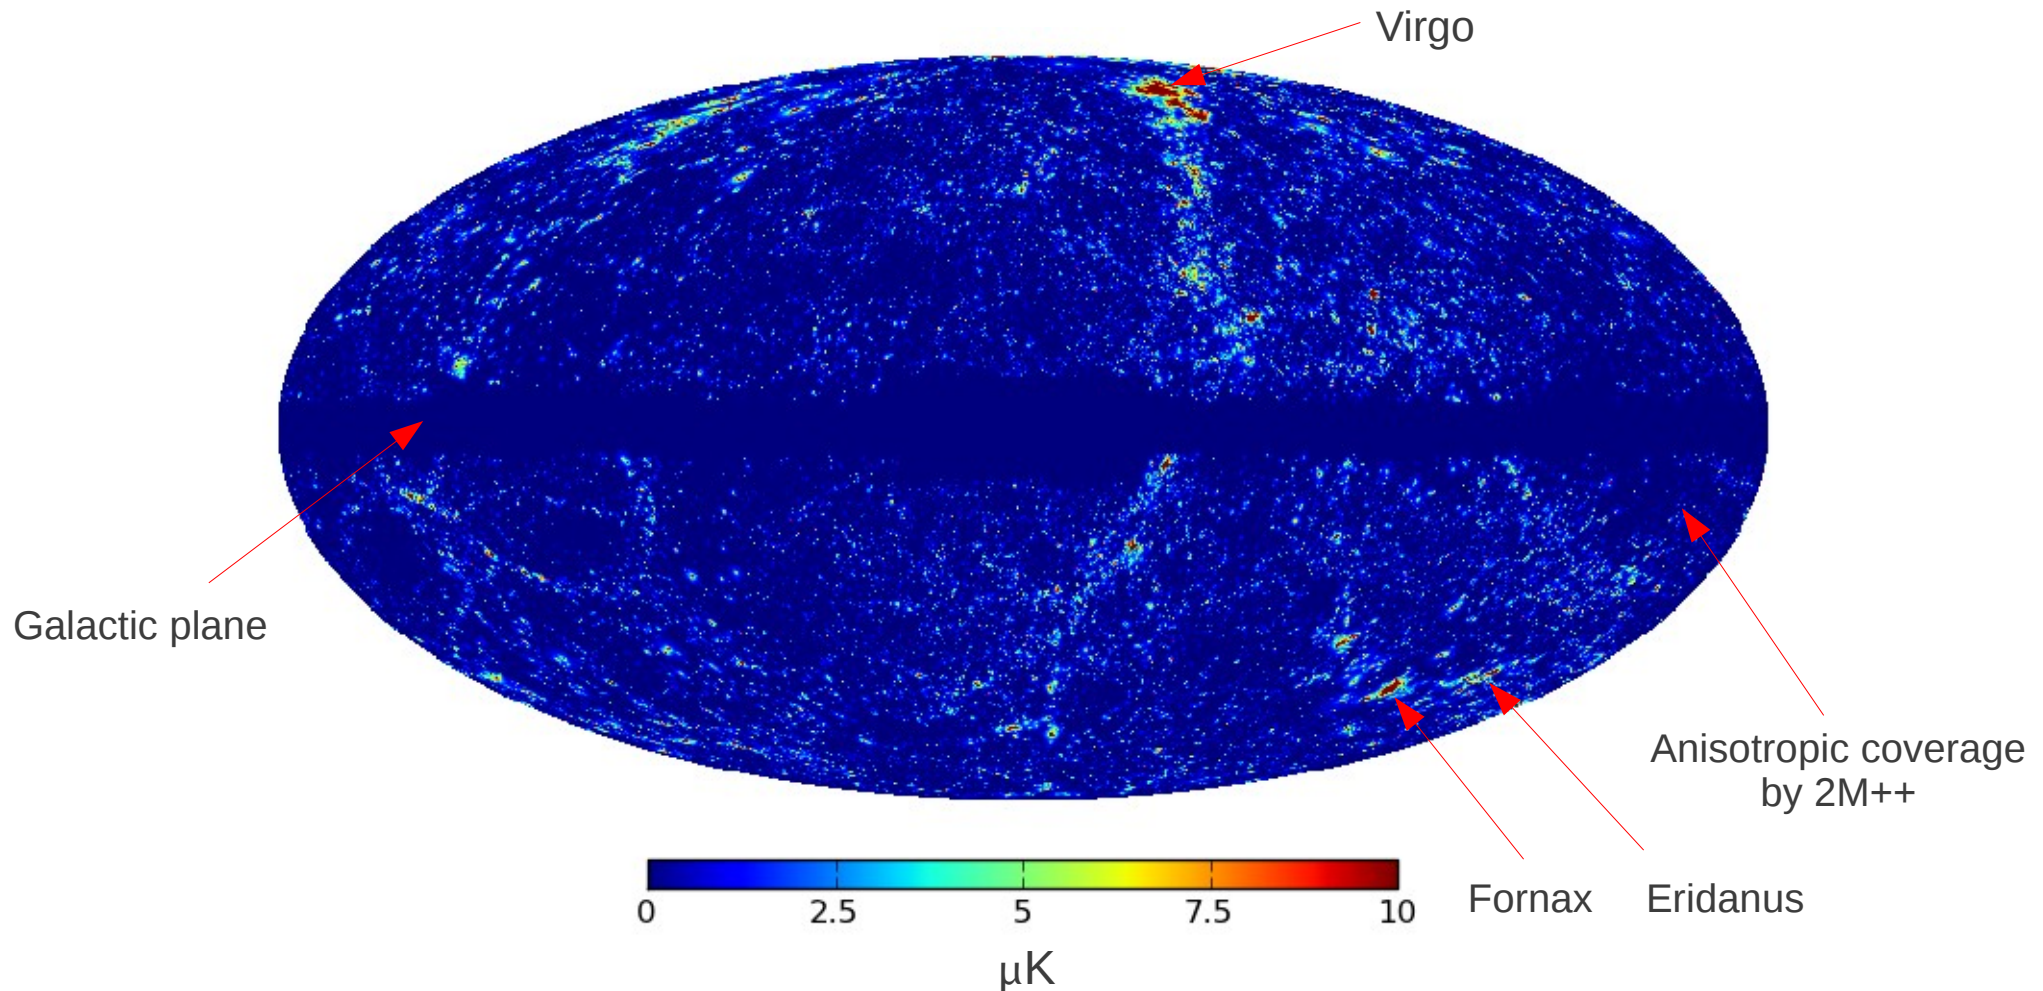 Virgo
Galactic plane
Anisotropic coverage
by 2M++
Fornax
Eridanus
0
2.5
5
7.5
10
μK